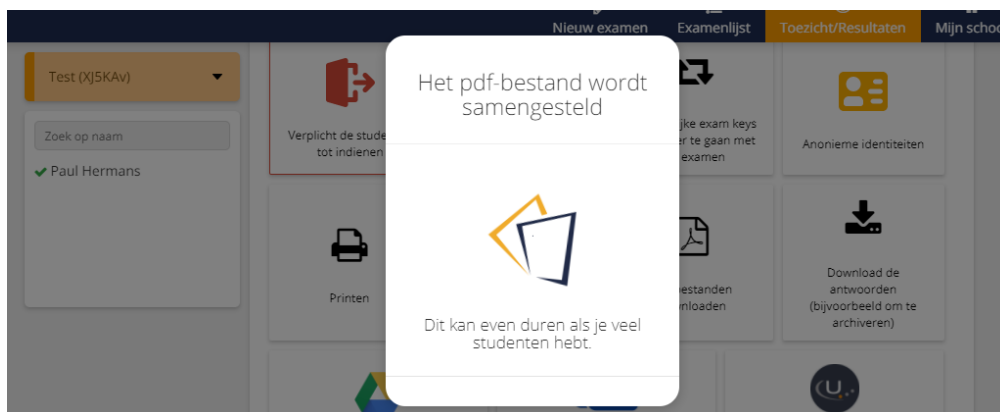 Nieuw examen Examenlijst Toezicht/Resultaten Mijn schoo
Test (XJ5KAv)
Zoek op naam
Paul Hermans
Het pdf-bestand wordt
samengesteld
Dit kan even duren als je veel
studenten hebt.
Verplicht de stude
tot indienen
jke exam keys
er te gaan met
examen
Anonieme identiteiten
Printen
estanden
nloaden
Download de
antwoorden
(bijvoorbeeld om te
archiveren)
U..